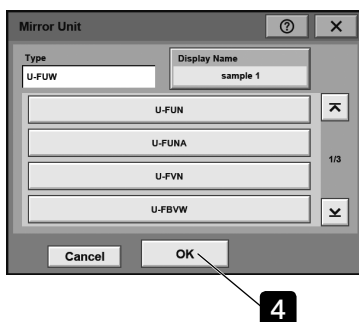 Mirror Unit
Type
Display Name
U-FUW
sample 1
U-FUN
U-FUNA
1/3
U-FVN
U-FBVW
Cancel
OK
4